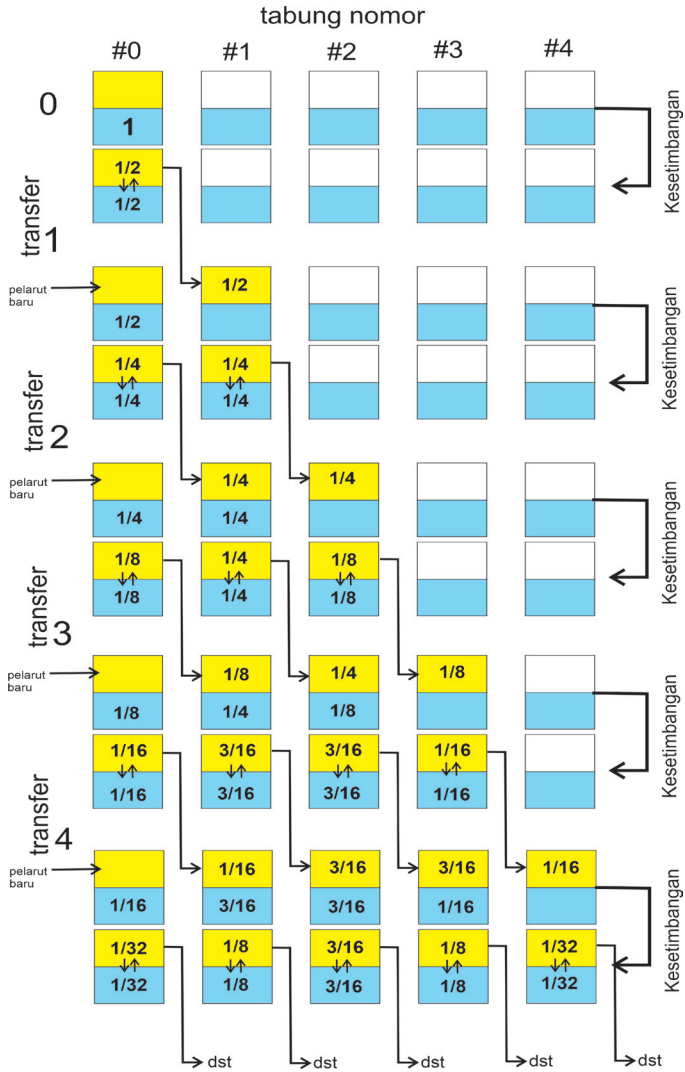 tabung nomor
#0 #1 #2 #3 #4
0
1
Kesetimbangan
1/2
1/2
transfer
1
pelarut
baru
1/2
1/2
Kesetimbangan
1/4 1/4
1/4 1/4
transfer
2
pelarut
baru
1/4 1/4
1/4 1/4
Kesetimbangan
1/8 1/4 1/8
1/8 1/4 1/8
transfer
3
pelarut
baru
1/8 1/4 1/8
1/8 1/4 1/8
Kesetimbangan
1/16 3/16 3/16 1/16
1/16 3/16 3/16 1/16
transfer
4
pelarut
baru
1/16 3/16 3/16 1/16
1/16 3/16 3/16 1/16
Kesetimbangan
1/32 1/8 3/16 1/8 1/32
1/32 1/8 3/16 1/8 1/32
dst dst dst dst dst